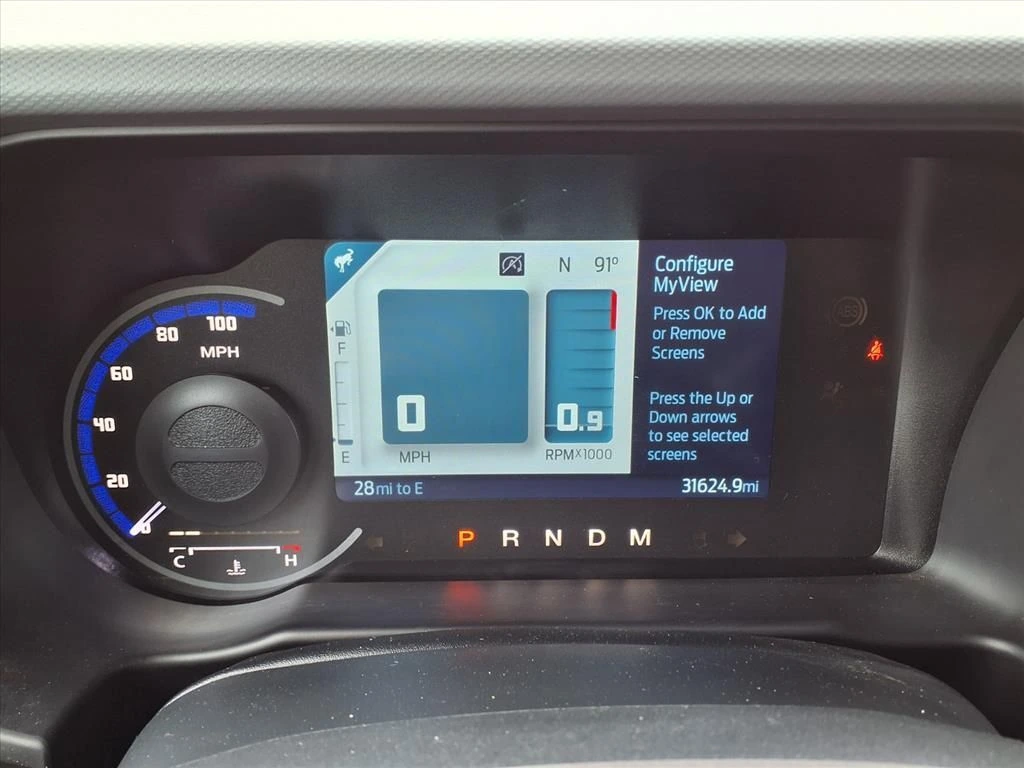 80 100
MPH
60
40
20
0
C
H
N 91°
F
E
0
MPH
0.9
RPMX1000
Configure
MyView
Press OK to Add
or Remove
Screens
Press the Up or
Down arrows
to see selected
screens
28mi to E
31624.9mi
P R N D M
ABS